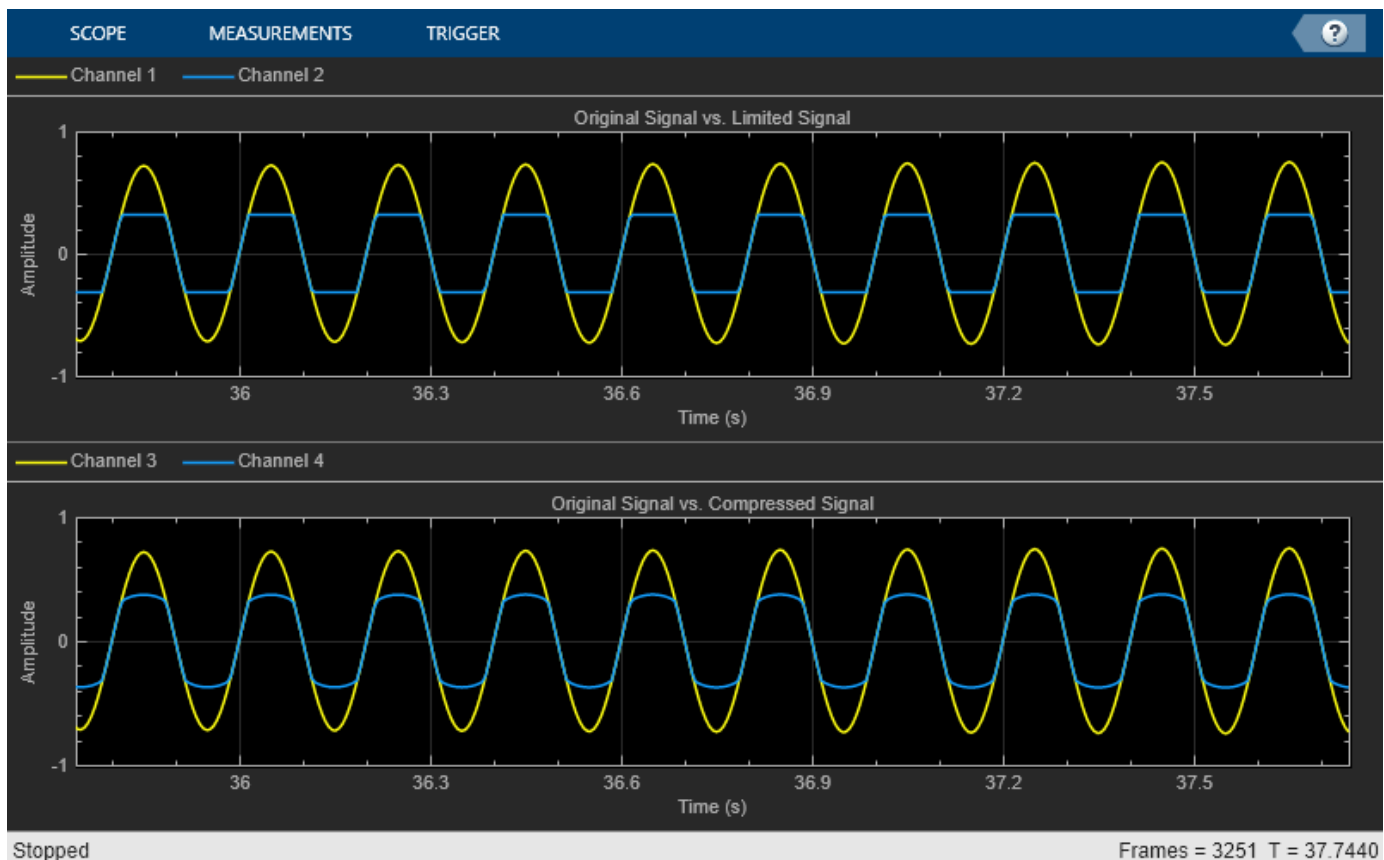 SCOPE MEASUREMENTS TRIGGER ?
Channel 1 Channel 2
Original Signal vs. Limited Signal
1
0
-1
Amplitude
36 36.3 36.6 36.9 37.2 37.5
Time (s)
Channel 3 Channel 4
Original Signal vs. Compressed Signal
1
0
-1
Amplitude
36 36.3 36.6 36.9 37.2 37.5
Time (s)
Stopped Frames = 3251 T = 37.7440